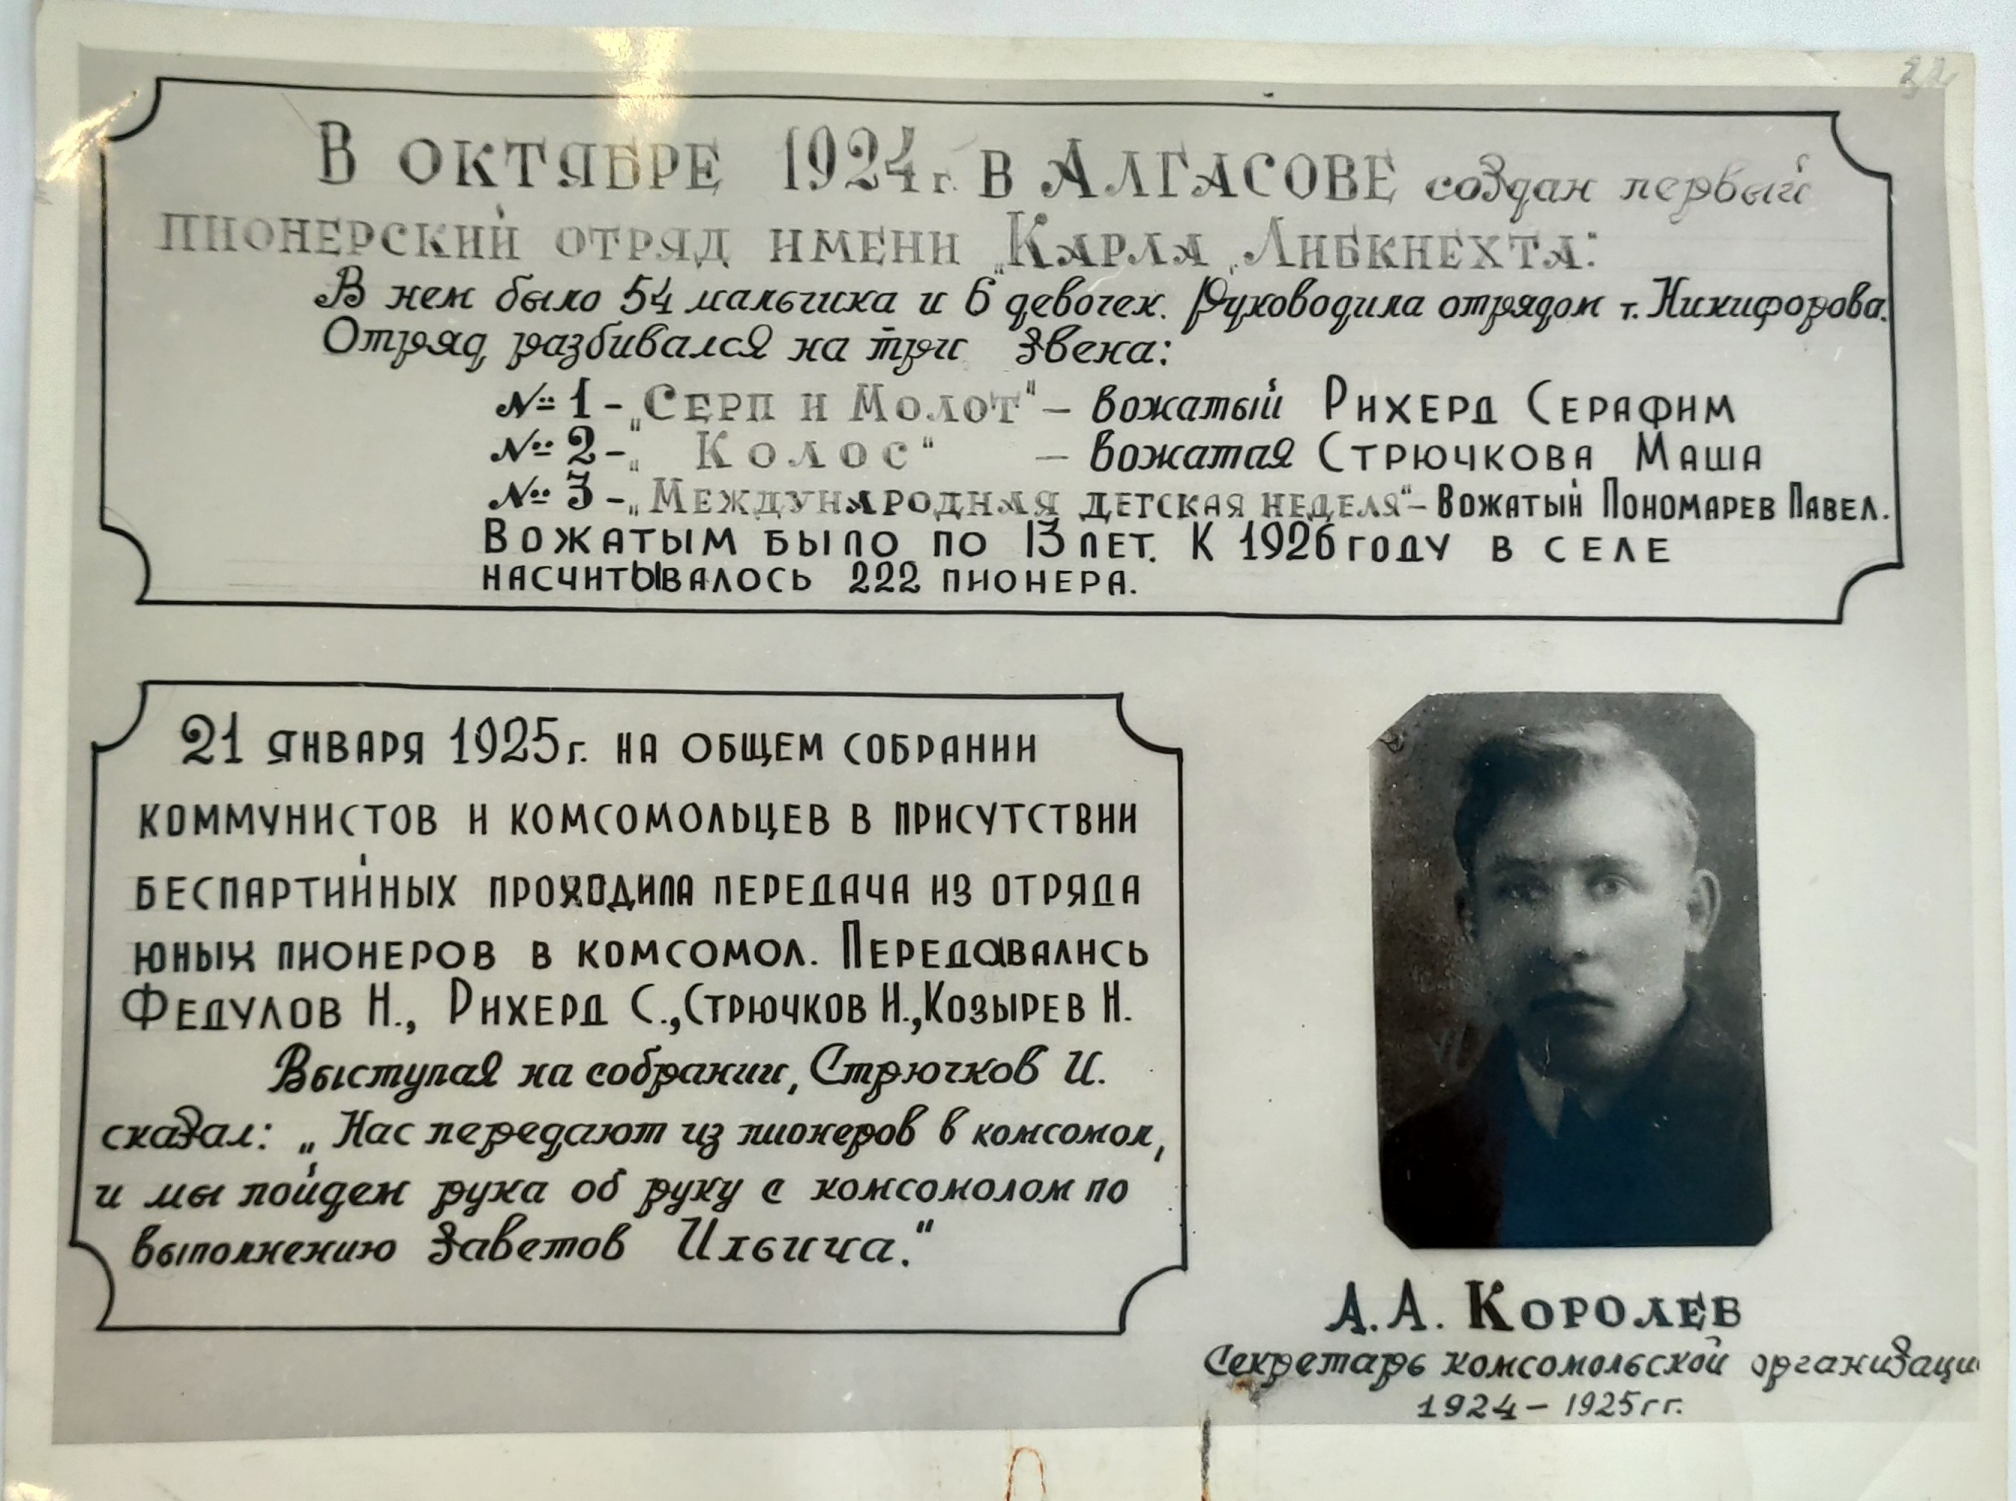 В ОКТЯБРЕ 1924г. в АЛГАСОВЕ создан первый
ПИОНЕРСКИЙ ОТРЯД ИМЕНИ „КАРЛА „ЛИБКНЕХТА:
В нем было 54 мальчика и 6 девочек. Руководила отрядом т. Никифорова.
Отряд разбивался на три звена:
№ 1 - „СЕРП И МОЛОТ“ – вожатый РИХЕРД СЕРАФИМ
№ 2 - „КОЛОС“ – вожатая СТРЮЧКОВА МАША
№ 3 - „МЕЖДУНАРОДНАЯ ДЕТСКАЯ НЕДЕЛЯ“ – ВОЖАТЫЙ ПОНОМАРЕВ ПАВЕЛ.
ВОЖАТЫМ БЫЛО ПО 13 ЛЕТ. К 1926 ГОДУ В СЕЛЕ
НАСЧИТЫВАЛОСЬ 222 ПИОНЕРА.
21 ЯНВАРЯ 1925г. НА ОБЩЕМ СОБРАНИИ
КОММУНИСТОВ И КОМСОМОЛЬЦЕВ В ПРИСУТСТВИИ
БЕСПАРТИЙНЫХ ПРОХОДИЛА ПЕРЕДАЧА ИЗ ОТРЯДА
ЮНЫХ ПИОНЕРОВ В КОМСОМОЛ. ПЕРЕДАВАЛИСЬ
ФЕДУЛОВ Н., РИХЕРД С., СТРЮЧКОВ И., КОЗЫРЕВ Н.
Выступая на собрании, Стрючков И.
сказал: „Нас передают из пионеров в комсомол,
и мы пойдем рука об руку с комсомолом по
выполнению Заветов Ильича.“
А. А. КОРОЛЕВ
Секретарь комсомольской организаци
1924 – 1925гг.